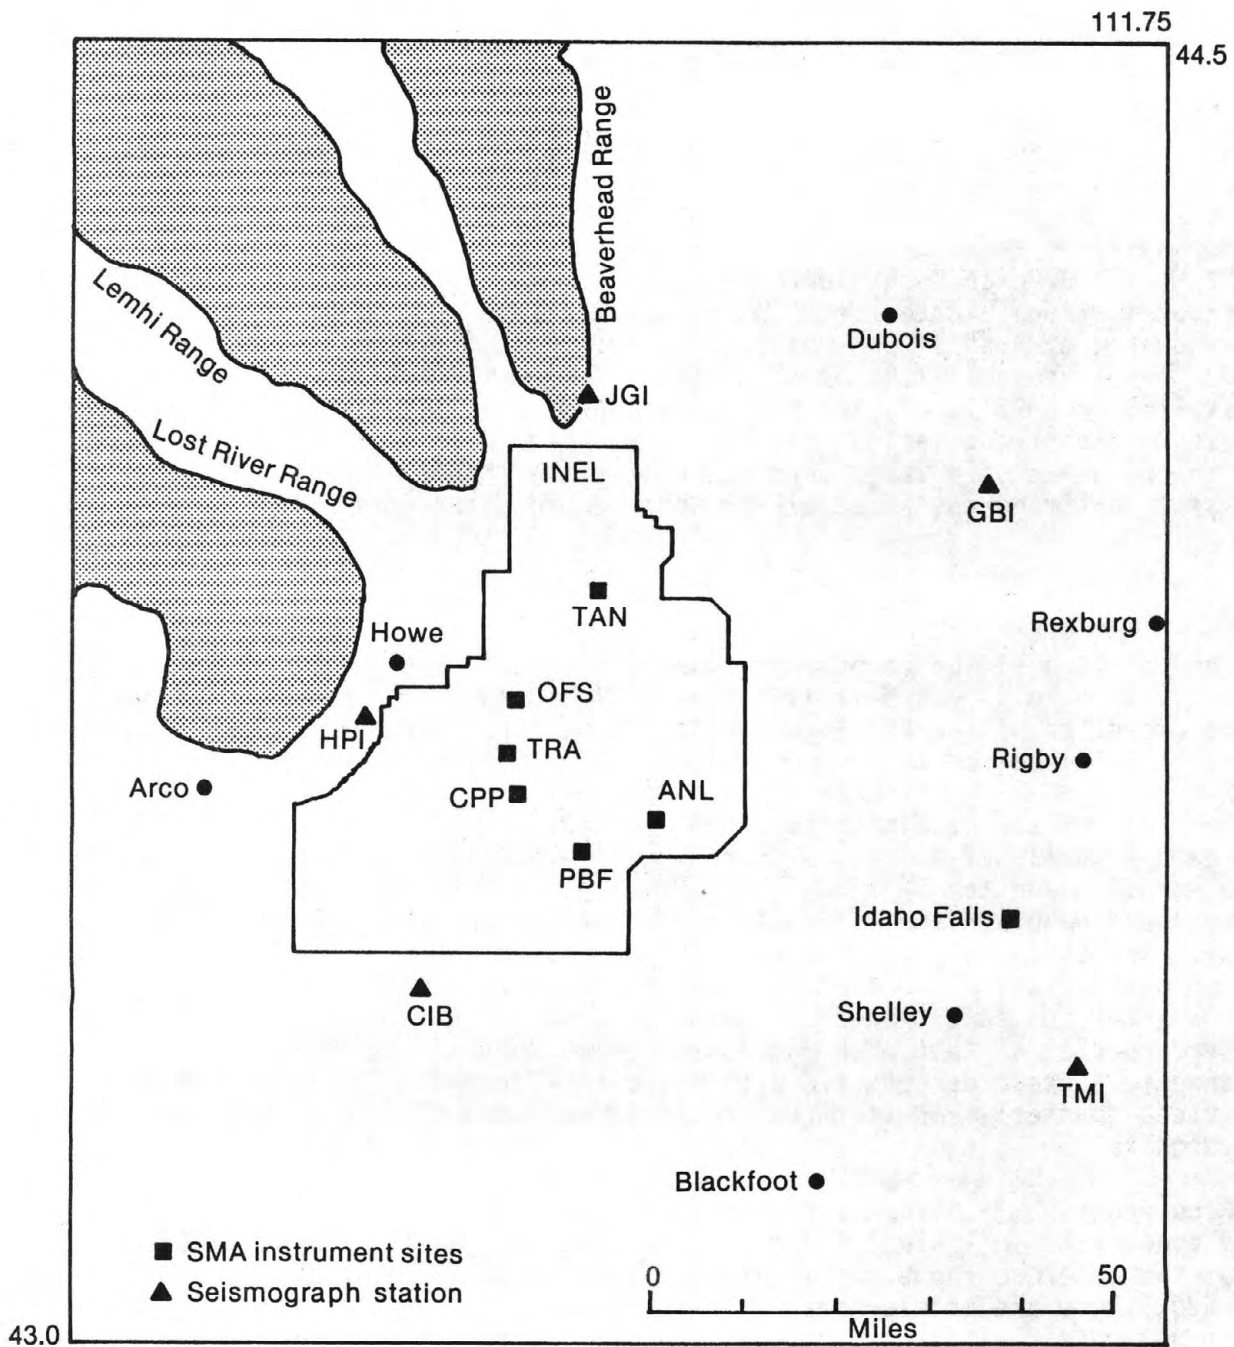 111.75
44.5
Beaverhead Range
Lemhi Range
Dubois
JGI
Lost River Range
INEL
GBI
TAN
Rexburg
Howe
OFS
HPI
TRA
Rigby
Arco
CPP
ANL
PBF
Idaho Falls
CIB
Shelley
TMI
Blackfoot
SMA instrument sites
Seismograph station
0
50
Miles
43.0